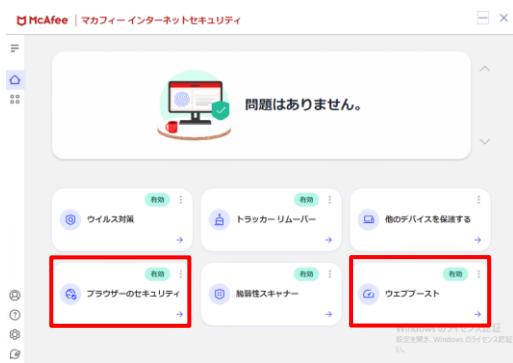 McAfee | マカフィー インターネットセキュリティ
問題はありません。
有効
ウイルス対策
有効
トラッカー リムーバー
他のデバイスを保護する
有効
ブラウザーのセキュリティ
有効
脆弱性スキャナー
有効
ウェブブースト
Windows のライセンス認証
設定を開き、Windows のライセンス認証
い。